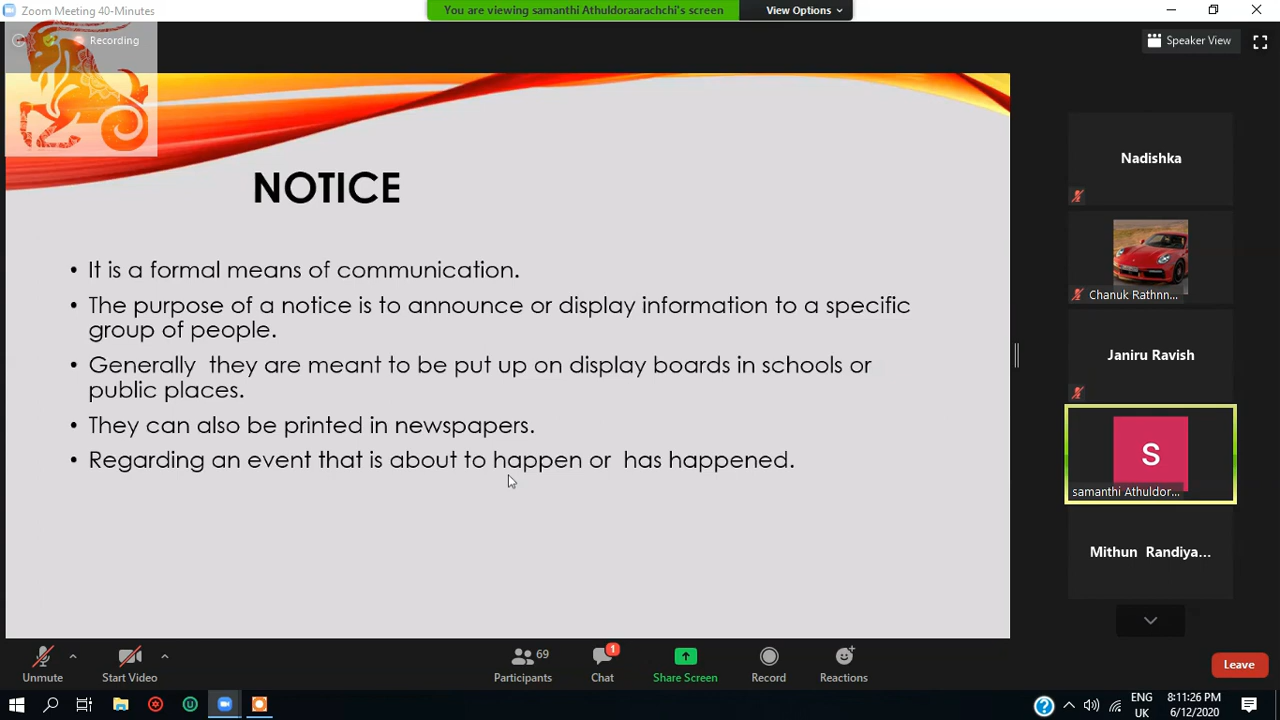 Zoom Meeting 40-Minutes
You are viewing samanthi Athuldoraarachchi's screen
View Options
Recording
Speaker View
NOTICE
• It is a formal means of communication.
• The purpose of a notice is to announce or display information to a specific
group of people.
• Generally they are meant to be put up on display boards in schools or
public places.
• They can also be printed in newspapers.
• Regarding an event that is about to happen or has happened.
Nadishka
Chanuk Rathnn...
Janiru Ravish
S
samanthi Athuldor...
Mithun Randiya...
Unmute
Start Video
69
Participants
1
Chat
Share Screen
Record
Reactions
Leave
ENG
UK
8:11:26 PM
6/12/2020